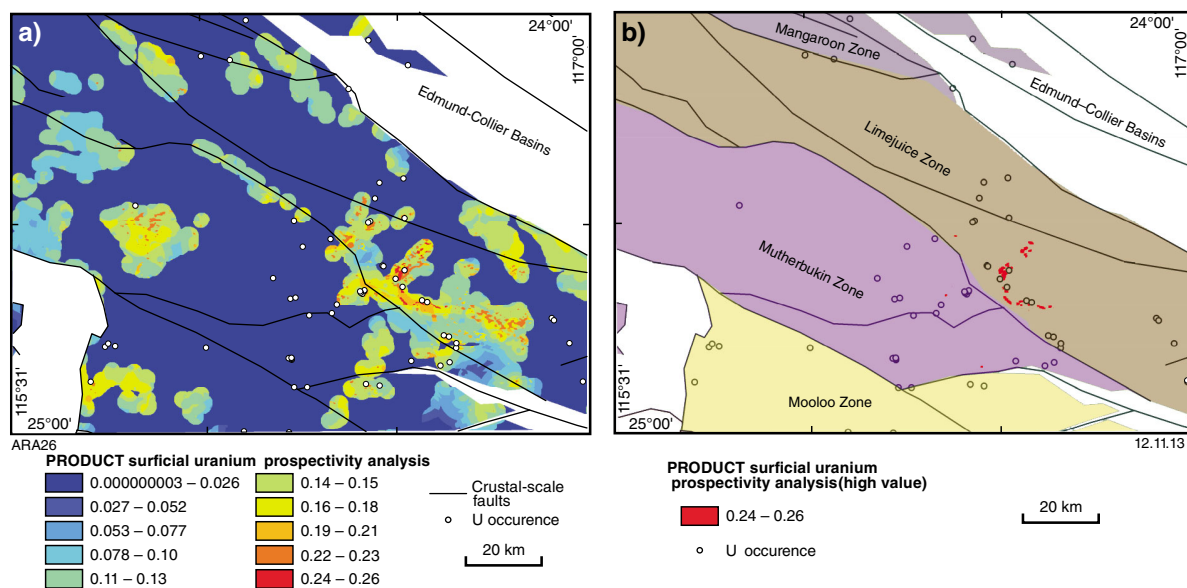 a)
24°00'
117°00'
Edmund-Collier Basins
115°31'
25°00'
ARA26
b)
24°00'
117°00'
Mangaroon Zone
Edmund–Collier Basins
Limejuice Zone
Mutherbukin Zone
Mooloo Zone
115°31'
25°00'
12.11.13
PRODUCT surficial uranium prospectivity analysis
0.000000003 – 0.026
0.027 – 0.052
0.053 – 0.077
0.078 – 0.10
0.11 – 0.13
0.14 – 0.15
0.16 – 0.18
0.19 – 0.21
0.22 – 0.23
0.24 – 0.26
Crustal-scale
faults
U occurence
20 km
PRODUCT surficial uranium
prospectivity analysis(high value)
0.24 – 0.26
U occurence
20 km